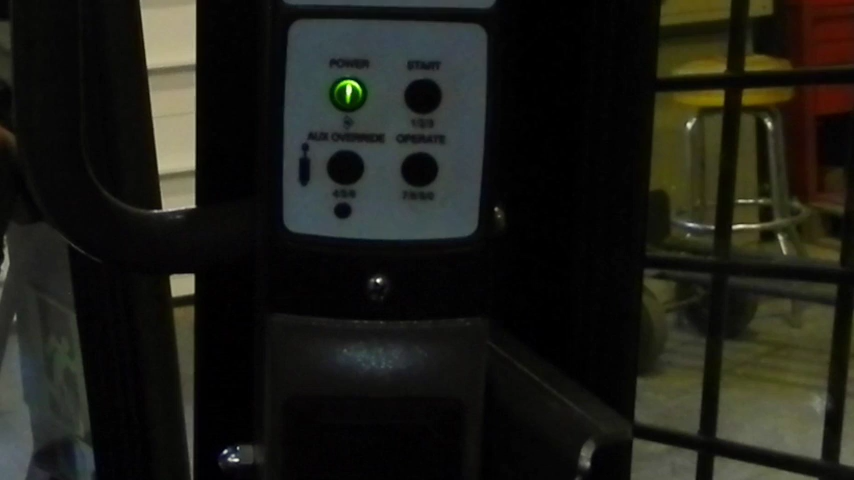 POWER START
1/2/3
AUX OVERRIDE OPERATE
4/5/6 7/8/9/0